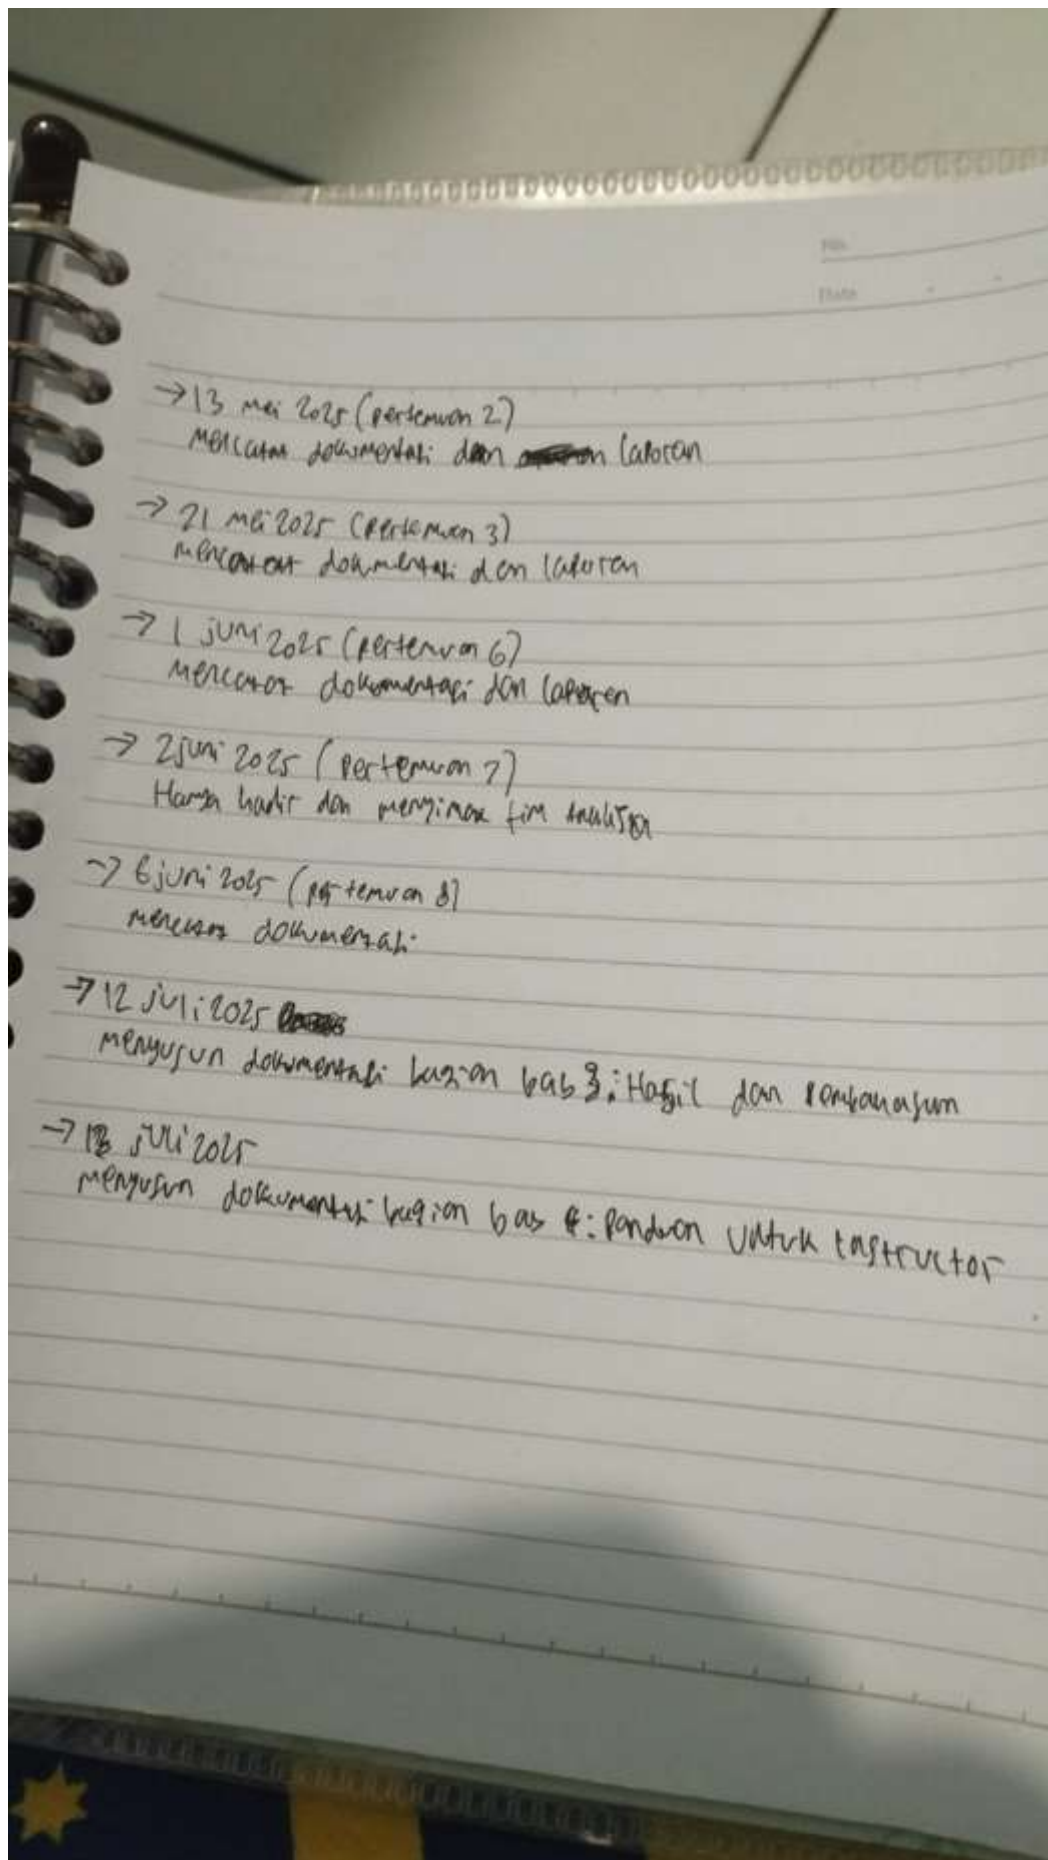 No.
Date
→ 13 mei 2025 (pertemuan 2)
Mencatat dokumentasi dan laporan
→ 21 mei 2025 (pertemuan 3)
mencatat dokumentasi dan laporan
→ 1 juni 2025 (pertemuan 6)
Mencatat dokumentasi dan laporan
→ 2 juni 2025 (pertemuan 7)
Hanya hadir dan menyimak tim analisa
→ 6 juni 2025 (pertemuan 8)
mencatat dokumentasi
→ 12 juli 2025
menyusun dokumentasi bagian bab 3: Hasil dan Pembahasan
→ juli 2025
menyusun dokumentasi bagian bab 4: Panduan untuk instructor